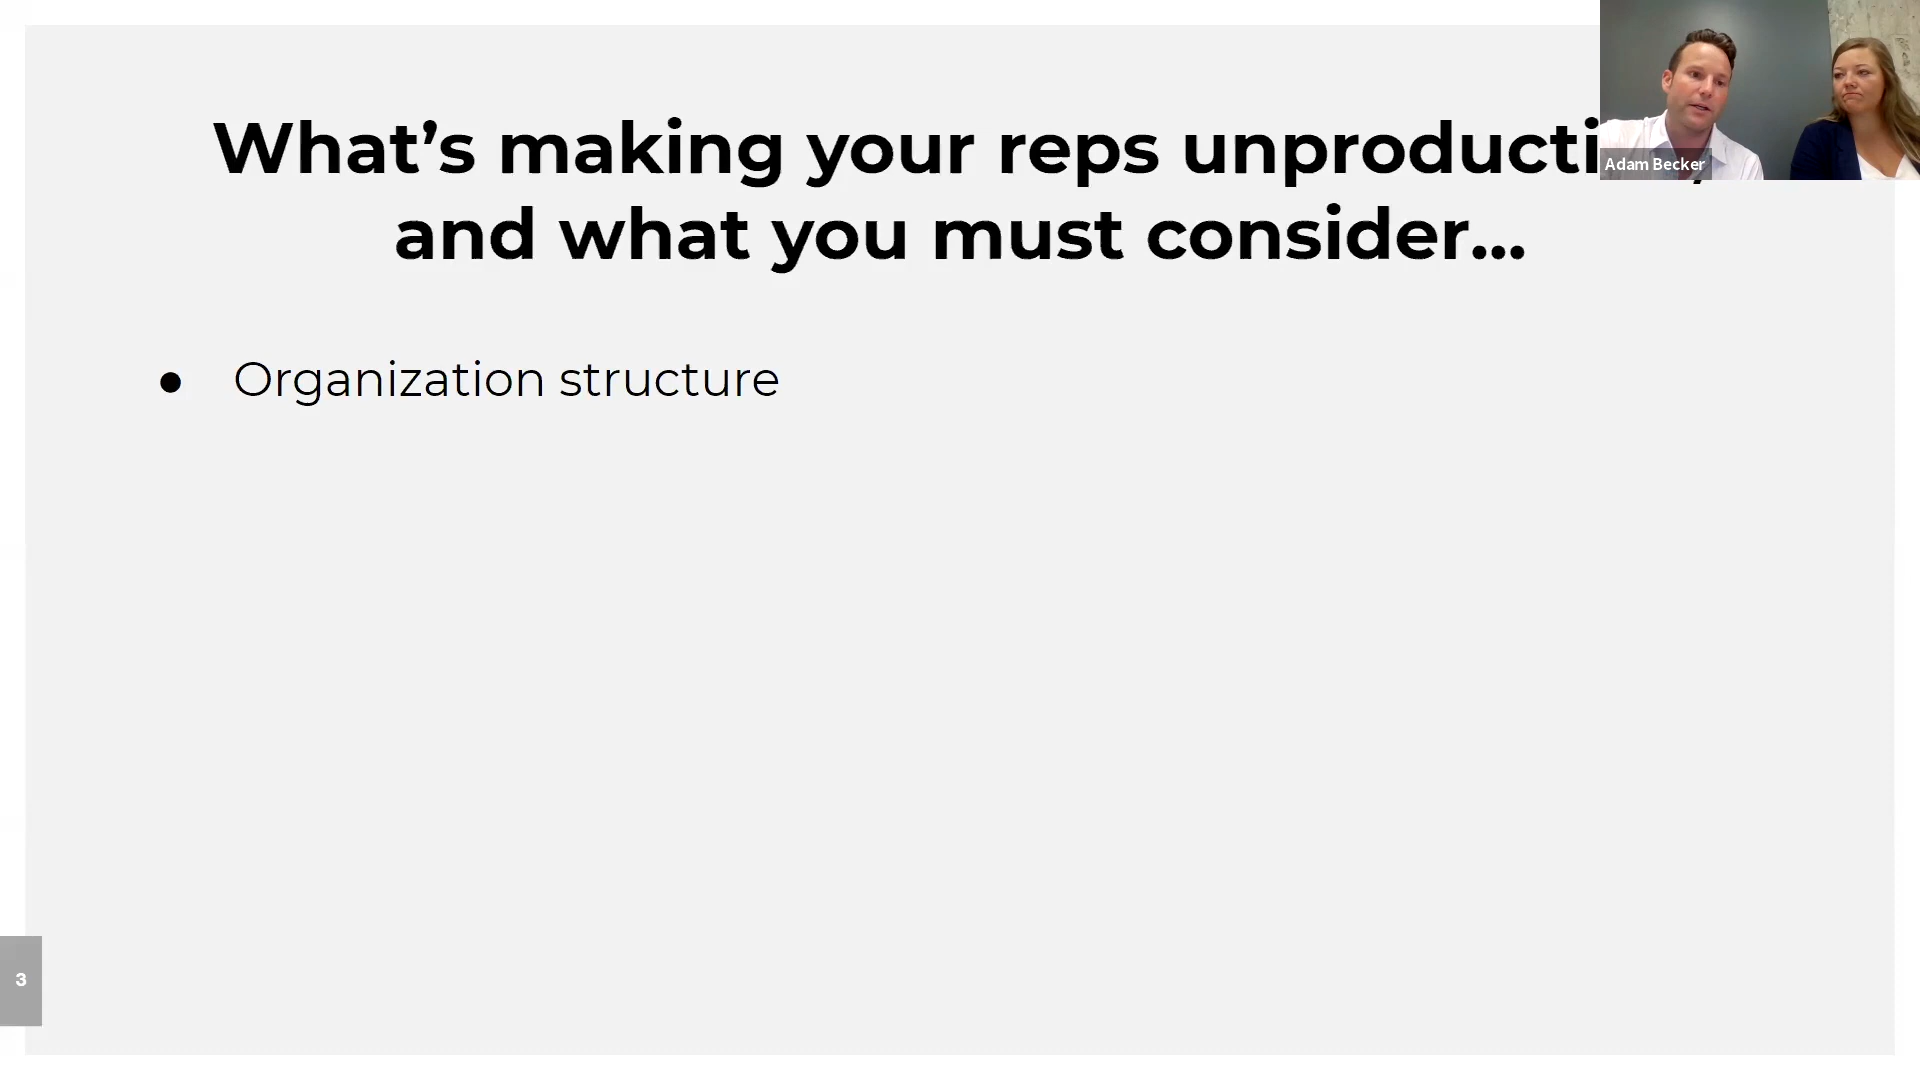 What’s making your reps unproducti
and what you must consider...
● Organization structure
Adam Becker
3